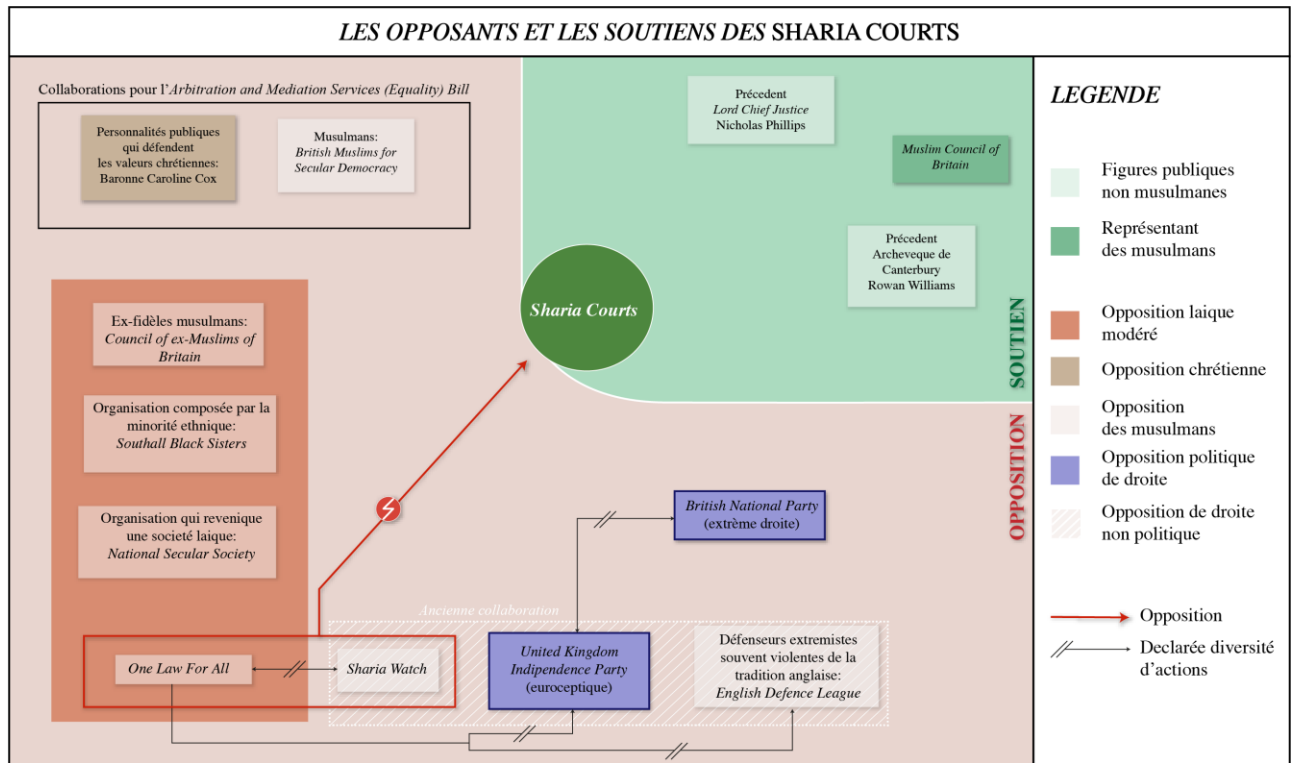 LES OPPOSANTS ET LES SOUTIENS DES SHARIA COURTS
Collaborations pour l'Arbitration and Mediation Services (Equality) Bill
Personnalités publiques
qui défendent
les valeurs chrétiennes:
Baronne Caroline Cox
Musulmans:
British Muslims for
Secular Democracy
Précedent
Lord Chief Justice
Nicholas Phillips
Muslim Council of
Britain
Précedent
Archeveque de
Canterbury
Rowan Williams
Sharia Courts
SOUTIEN
OPPOSITION
Ex-fidèles musulmans:
Council of ex-Muslims of
Britain
Organisation composée par la
minorité ethnique:
Southall Black Sisters
Organisation qui revenique
une societé laique:
National Secular Society
British National Party
(extrème droite)
Ancienne collaboration
One Law For All
Sharia Watch
United Kingdom
Indipendence Party
(euroceptique)
Défenseurs extremistes
souvent violentes de la
tradition anglaise:
English Defence League
LEGENDE
Figures publiques
non musulmanes
Représentant
des musulmans
Opposition laique
modéré
Opposition chrétienne
Opposition
des musulmans
Opposition politique
de droite
Opposition de droite
non politique
Opposition
Declarée diversité
d'actions